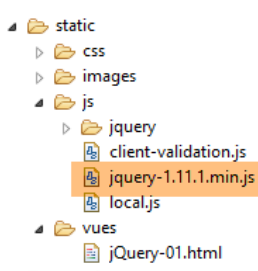 static
css
images
js
jquery
client-validation.js
jquery-1.11.1.min.js
local.js
vues
jQuery-01.html